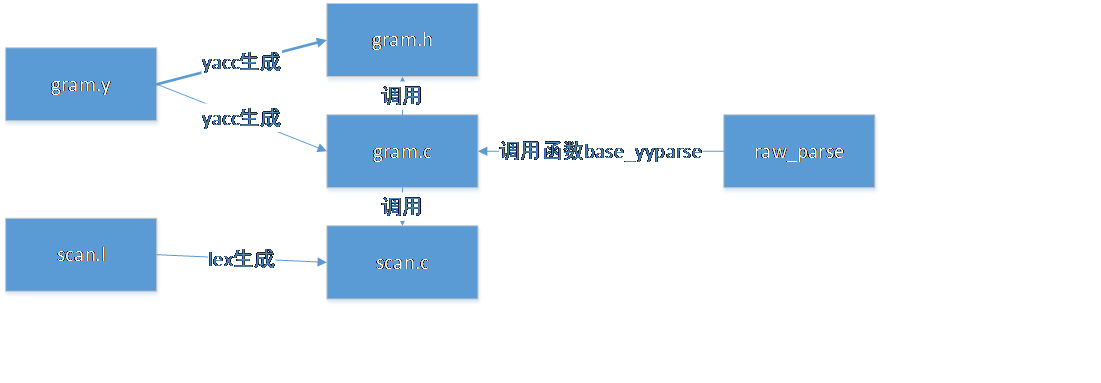 gram.h
yacc生成
gram.y
调用
yacc生成
gram.c
调用函数base_yyparse
raw_parse
调用
scan.l
lex生成
scan.c